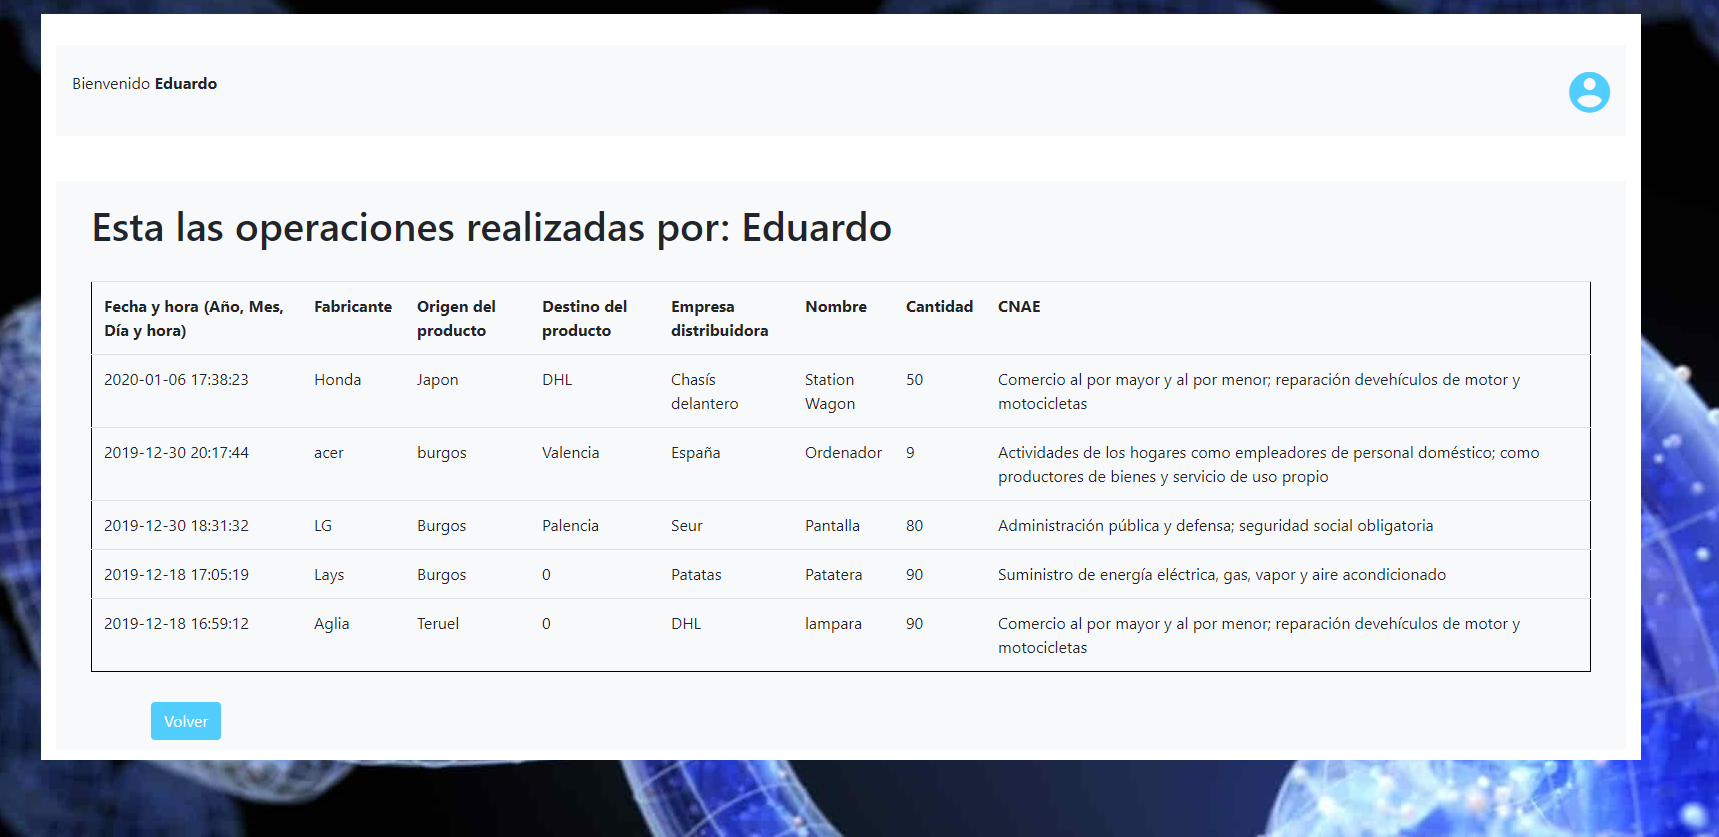 Bienvenido Eduardo
Esta las operaciones realizadas por: Eduardo
Fecha y hora (Año, Mes, Día y hora) Fabricante Origen del producto Destino del producto Empresa distribuidora Nombre Cantidad CNAE
2020-01-06 17:38:23 Honda Japon DHL Chasís delantero Station Wagon 50 Comercio al por mayor y al por menor; reparación devehículos de motor y motocicletas
2019-12-30 20:17:44 acer burgos Valencia España Ordenador 9 Actividades de los hogares como empleadores de personal doméstico; como productores de bienes y servicio de uso propio
2019-12-30 18:31:32 LG Burgos Palencia Seur Pantalla 80 Administración pública y defensa; seguridad social obligatoria
2019-12-18 17:05:19 Lays Burgos 0 Patatas Patatera 90 Suministro de energía eléctrica, gas, vapor y aire acondicionado
2019-12-18 16:59:12 Aglia Teruel 0 DHL lampara 90 Comercio al por mayor y al por menor; reparación devehículos de motor y motocicletas
Volver